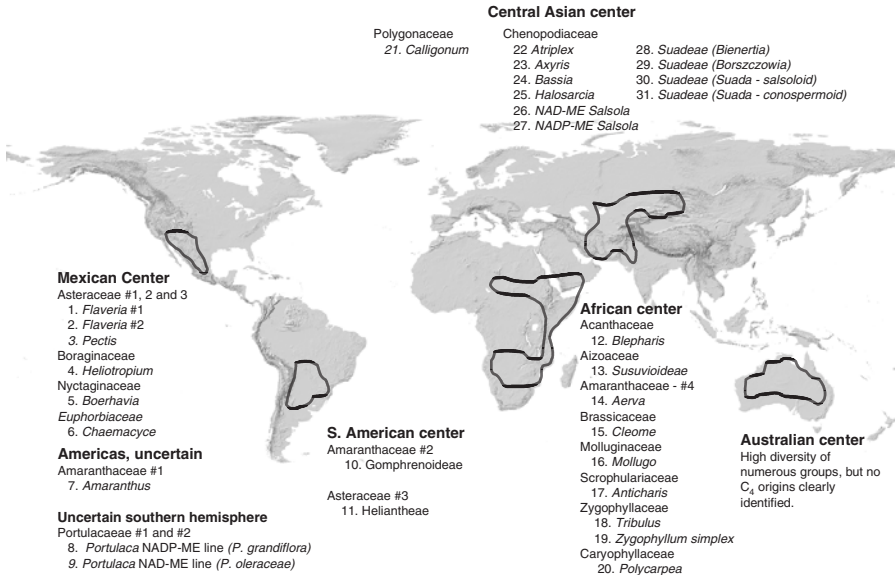 Central Asian center
Polygonaceae
21. Calligonum
Chenopodiaceae
22 Atriplex
23. Axyris
24. Bassia
25. Halosarcia
26. NAD-ME Salsola
27. NADP-ME Salsola
28. Suadeae (Bienertia)
29. Suadeae (Borszczowia)
30. Suadeae (Suada - salsoloid)
31. Suadeae (Suada - conospermoid)
Mexican Center
Asteraceae #1, 2 and 3
1. Flaveria #1
2. Flaveria #2
3. Pectis
Boraginaceae
4. Heliotropium
Nyctaginaceae
5. Boerhavia
Euphorbiaceae
6. Chaemacyce
Americas, uncertain
Amaranthaceae #1
7. Amaranthus
Uncertain southern hemisphere
Portulacaeae #1 and #2
8. Portulaca NADP-ME line (P. grandiflora)
9. Portulaca NAD-ME line (P. oleraceae)
S. American center
Amaranthaceae #2
10. Gomphrenoideae
Asteraceae #3
11. Heliantheae
African center
Acanthaceae
12. Blepharis
Aizoaceae
13. Susuvioideae
Amaranthaceae - #4
14. Aerva
Brassicaceae
15. Cleome
Molluginaceae
16. Mollugo
Scrophulariaceae
17. Anticharis
Zygophyllaceae
18. Tribulus
19. Zygophyllum simplex
Caryophyllaceae
20. Polycarpea
Australian center
High diversity of
numerous groups, but no
C₄ origins clearly
identified.